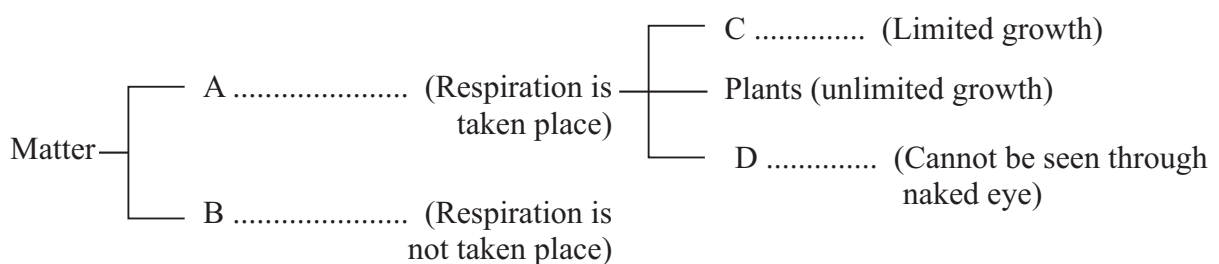 C .............. (Limited growth)
A ...................... (Respiration is
taken place)
Plants (unlimited growth)
Matter
D .............. (Cannot be seen through
naked eye)
B ...................... (Respiration is
not taken place)